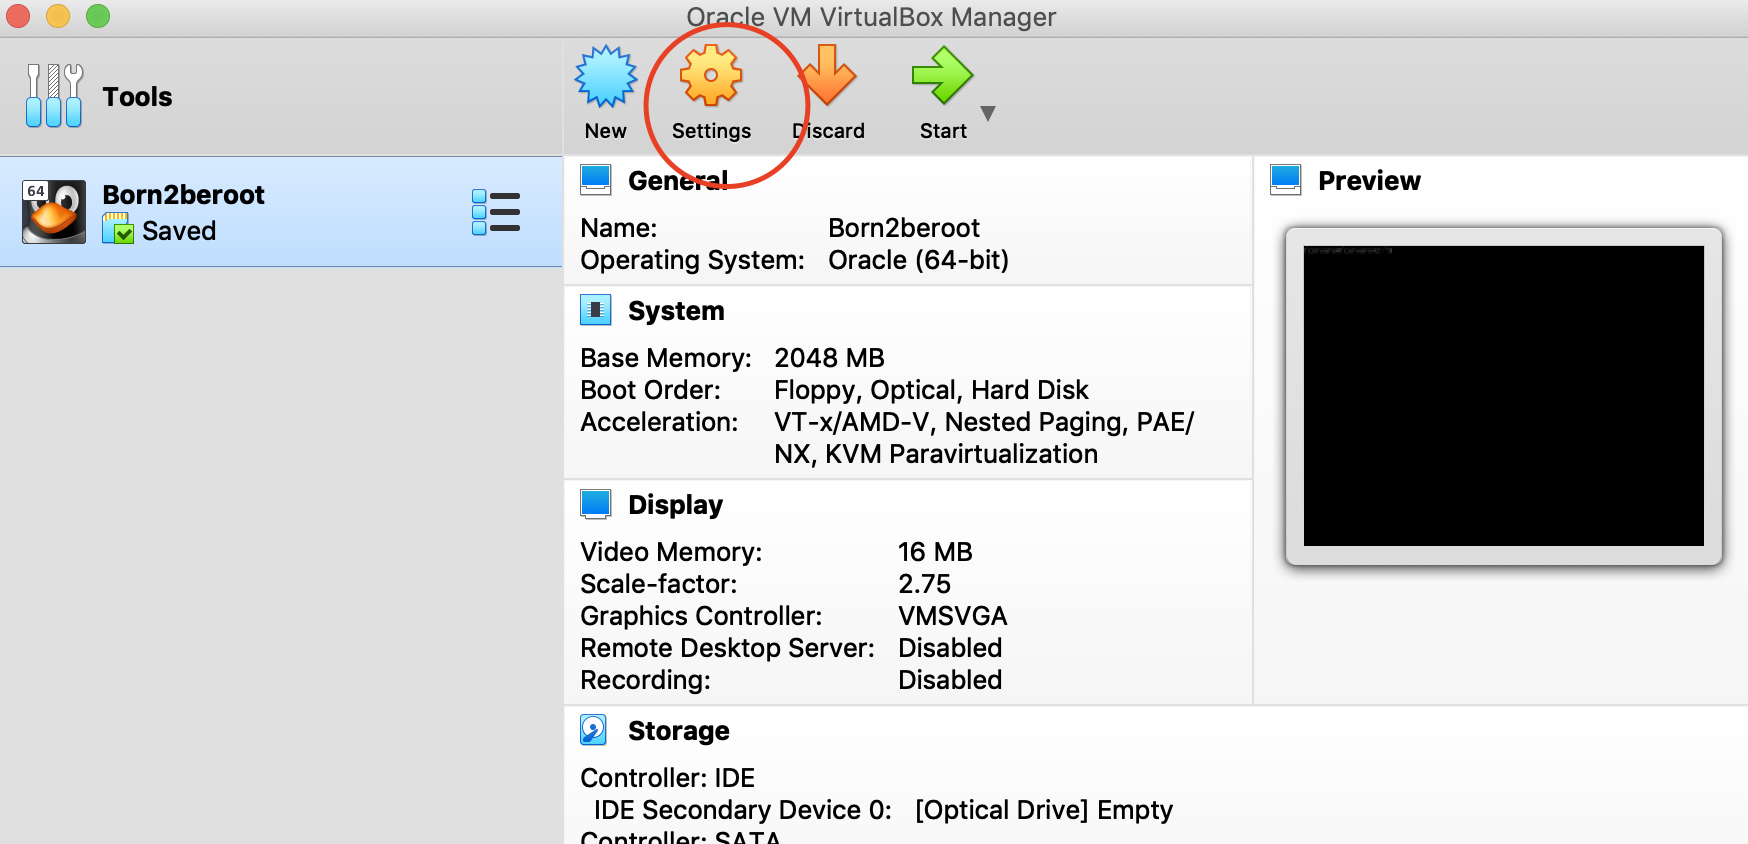 Oracle VM VirtualBox Manager
Tools
New
Settings
Discard
Start
64
Born2beroot
Saved
General
Name: Born2beroot
Operating System: Oracle (64-bit)
System
Base Memory: 2048 MB
Boot Order: Floppy, Optical, Hard Disk
Acceleration: VT-x/AMD-V, Nested Paging, PAE/
NX, KVM Paravirtualization
Display
Video Memory: 16 MB
Scale-factor: 2.75
Graphics Controller: VMSVGA
Remote Desktop Server: Disabled
Recording: Disabled
Storage
Controller: IDE
IDE Secondary Device 0: [Optical Drive] Empty
Controller: SATA
Preview